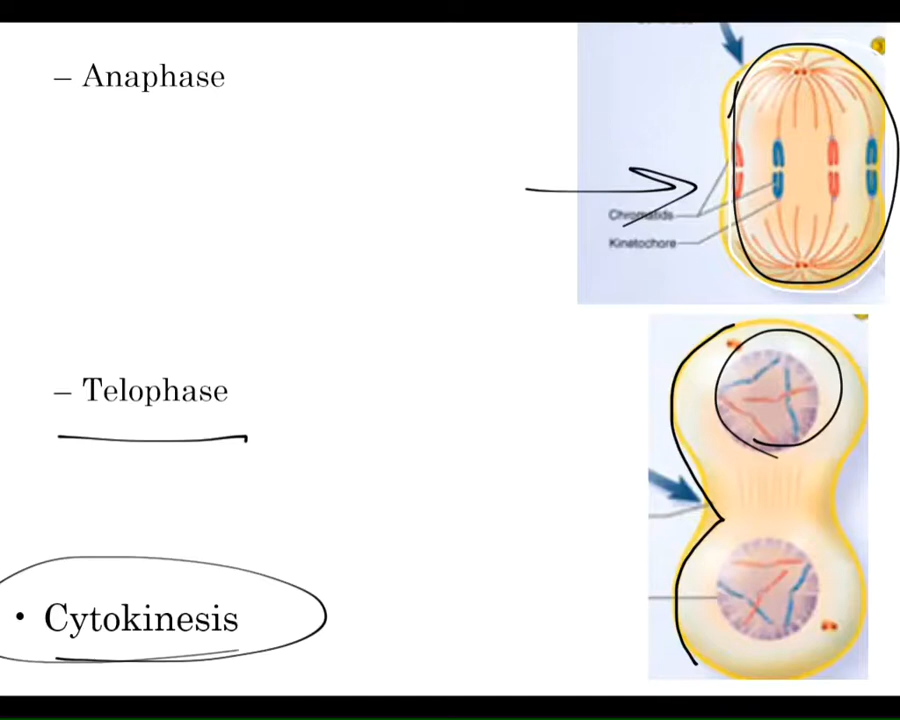 – Anaphase
Chromatids
Kinetochore
– Telophase
• Cytokinesis